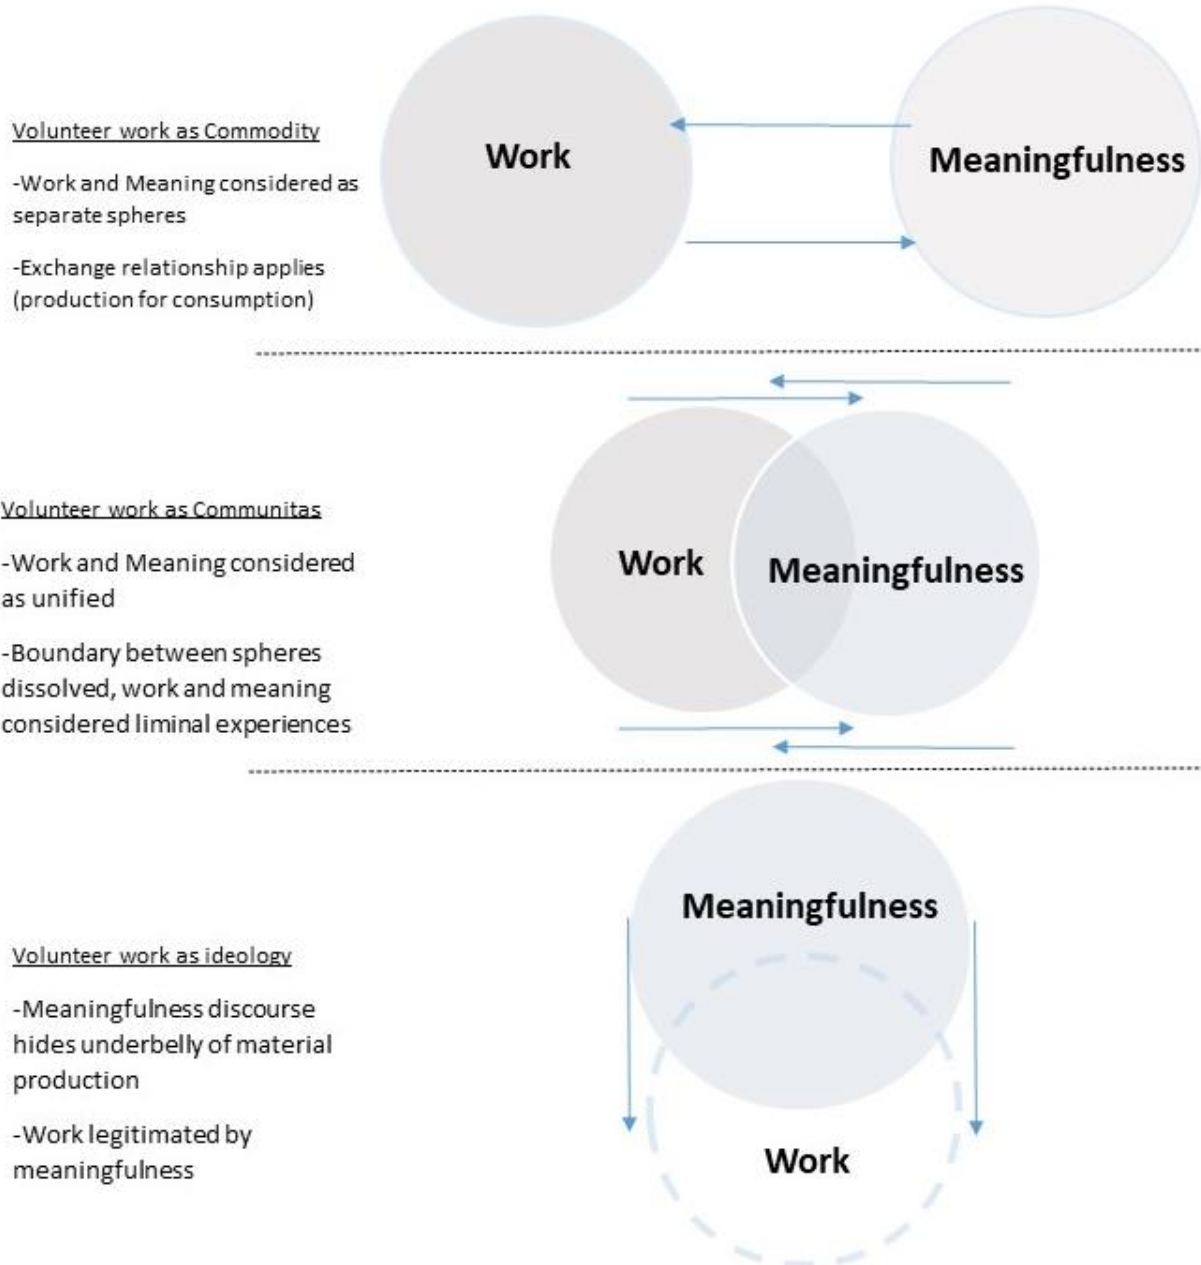 Volunteer work as Commodity
-Work and Meaning considered as
separate spheres
-Exchange relationship applies
(production for consumption)
Work
Meaningfulness
Volunteer work as Communitas
-Work and Meaning considered
as unified
-Boundary between spheres
dissolved, work and meaning
considered liminal experiences
Work
Meaningfulness
Volunteer work as ideology
-Meaningfulness discourse
hides underbelly of material
production
-Work legitimated by
meaningfulness
Meaningfulness
Work